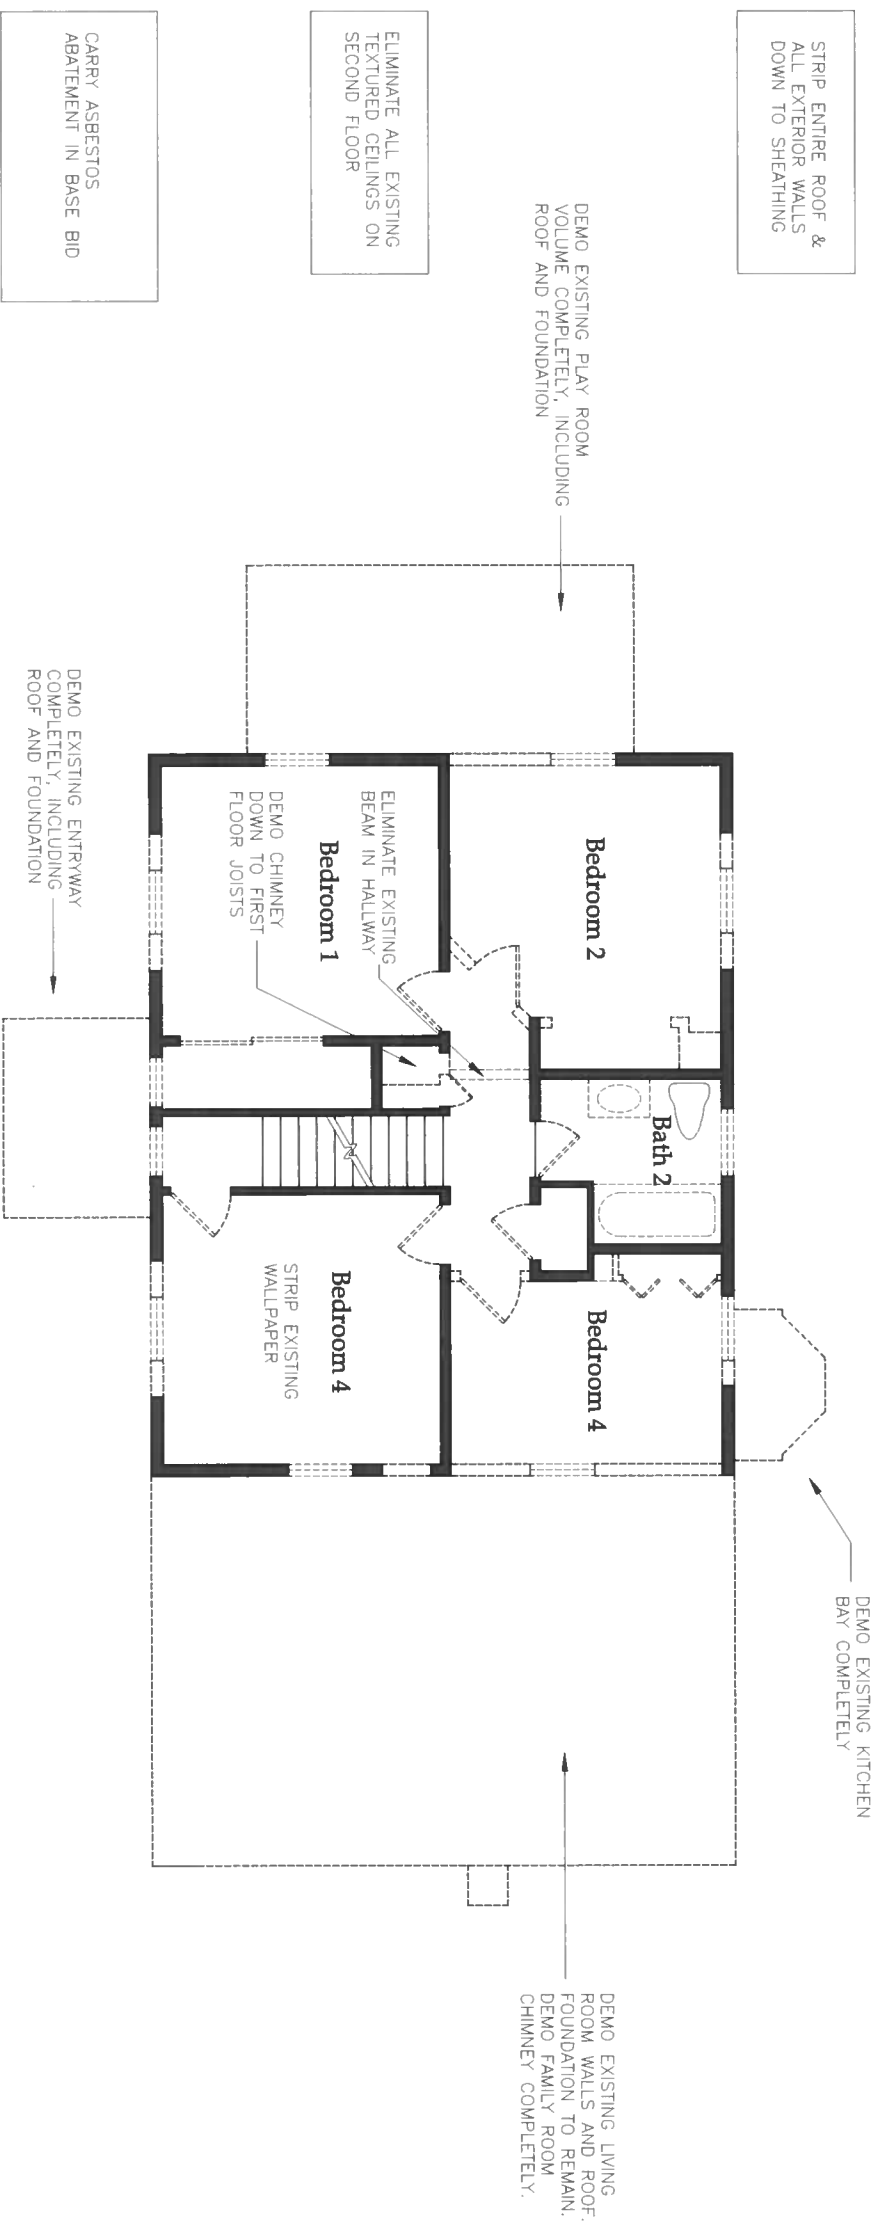 STRIP ENTIRE ROOF &
ALL EXTERIOR WALLS
DOWN TO SHEATHING
ELIMINATE ALL EXISTING
TEXTURED CEILINGS ON
SECOND FLOOR
CARRY ASBESTOS
ABATEMENT IN BASE BID
DEMO EXISTING PLAY ROOM
VOLUME COMPLETELY, INCLUDING
ROOF AND FOUNDATION
DEMO EXISTING ENTRYWAY
COMPLETELY, INCLUDING
ROOF AND FOUNDATION
Bedroom 2
Bedroom 1
ELIMINATE EXISTING
BEAM IN HALLWAY
DEMO CHIMNEY
DOWN TO FIRST
FLOOR JOISTS
Bath 2
Bedroom 4
Bedroom 4
STRIP EXISTING
WALLPAPER
DEMO EXISTING KITCHEN
BAY COMPLETELY
DEMO EXISTING LIVING
ROOM WALLS AND ROOF.
FOUNDATION TO REMAIN.
DEMO FAMILY ROOM
CHIMNEY COMPLETELY.